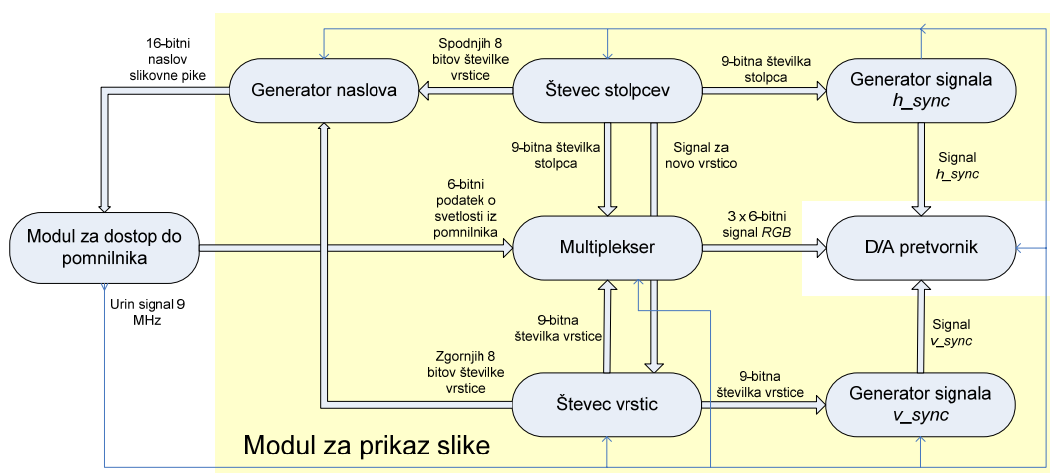 16-bitni
naslov
slikovne pike
Generator naslova
Spodnjih 8
bitov številke
vrstice
Števec stolpcev
9-bitna številka
stolpca
Generator signala
h_sync
9-bitna številka
stolpca
Signal za
novo vrstico
Signal
h_sync
6-bitni
podatek o
svetlosti iz
pomnilnika
Modul za dostop do
pomnilnika
Multiplekser
3 x 6-bitni
signal RGB
D/A pretvornik
Urin signal 9
MHz
9-bitna
številka vrstice
Signal
v_sync
Zgornjih 8
bitov številke
vrstice
Števec vrstic
9-bitna
številka vrstice
Generator signala
v_sync
Modul za prikaz slike